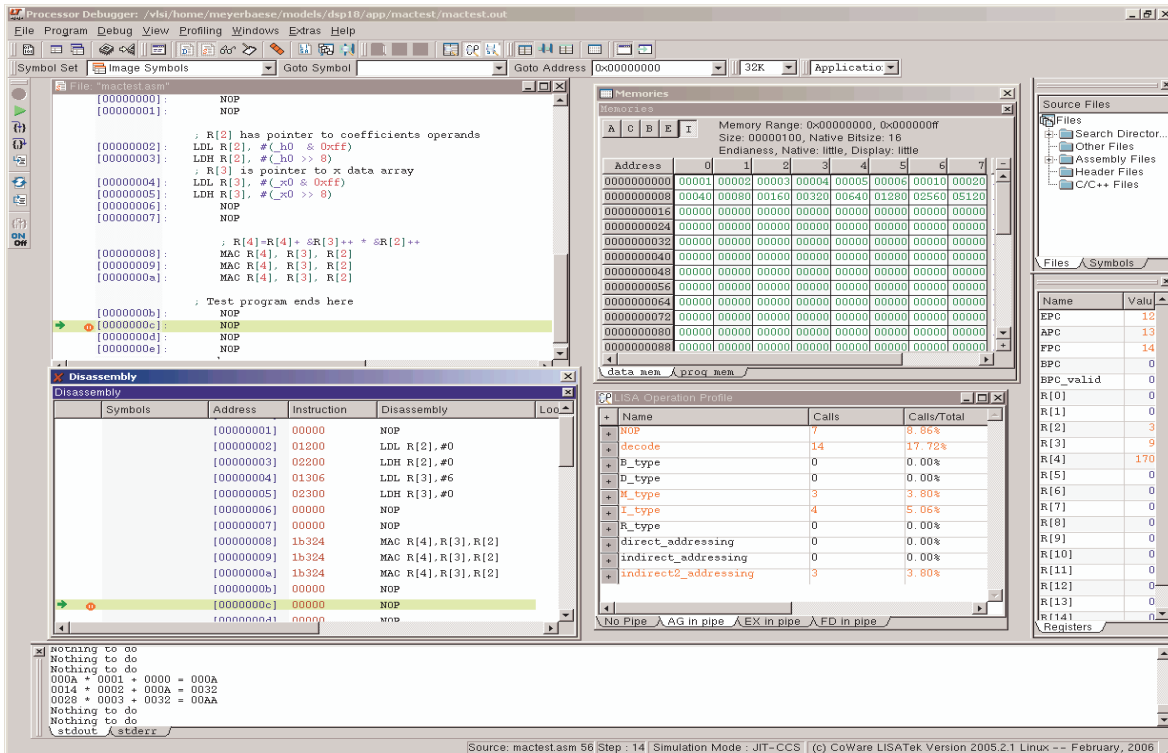 Processor Debugger: /vlsi/home/meyerbaese/models/dsp18/app/mactest/mactest.out
File Program Debug View Profiling Windows Extras Help
Symbol Set Image Symbols Goto Symbol Goto Address 0x00000000 32K Application
File: "mactest.asm"
[00000000]: NOP
[00000001]: NOP
; R[2] has pointer to coefficients operands
[00000002]: LDL R[2], #(_h0 & 0xff)
[00000003]: LDH R[2], #(_h0 >> 8)
; R[3] is pointer to x data array
[00000004]: LDL R[3], #(_x0 & 0xff)
[00000005]: LDH R[3], #(_x0 >> 8)
[00000006]: NOP
[00000007]: NOP
; R[4]=R[4]+ &R[3]++ * &R[2]++
[00000008]: MAC R[4], R[3], R[2]
[00000009]: MAC R[4], R[3], R[2]
[0000000a]: MAC R[4], R[3], R[2]
; Test program ends here
[0000000b]: NOP
[0000000c]: NOP
[0000000d]: NOP
[0000000e]: NOP
Memories
Memories
A C B E I
Memory Range: 0x00000000, 0x000000ff
Size: 00000100, Native Bitsize: 16
Endianess, Native: little, Display: little
Address 0 1 2 3 4 5 6 7
0000000000 00001 00002 00003 00004 00005 00006 00010 00020
0000000008 00040 00080 00160 00320 00640 01280 02560 05120
0000000016 00000 00000 00000 00000 00000 00000 00000 00000
0000000024 00000 00000 00000 00000 00000 00000 00000 00000
0000000032 00000 00000 00000 00000 00000 00000 00000 00000
0000000040 00000 00000 00000 00000 00000 00000 00000 00000
0000000048 00000 00000 00000 00000 00000 00000 00000 00000
0000000056 00000 00000 00000 00000 00000 00000 00000 00000
0000000064 00000 00000 00000 00000 00000 00000 00000 00000
0000000072 00000 00000 00000 00000 00000 00000 00000 00000
0000000080 00000 00000 00000 00000 00000 00000 00000 00000
0000000088 00000 00000 00000 00000 00000 00000 00000 00000
data mem prog mem
Source Files
Files
Search Director...
Other Files
Assembly Files
Header Files
C/C++ Files
Files Symbols
Disassembly
Disassembly
Symbols Address Instruction Disassembly Loo
[00000001] 00000 NOP
[00000002] 01200 LDL R[2],#0
[00000003] 02200 LDH R[2],#0
[00000004] 01306 LDL R[3],#6
[00000005] 02300 LDH R[3],#0
[00000006] 00000 NOP
[00000007] 00000 NOP
[00000008] 1b324 MAC R[4],R[3],R[2]
[00000009] 1b324 MAC R[4],R[3],R[2]
[0000000a] 1b324 MAC R[4],R[3],R[2]
[0000000b] 00000 NOP
[0000000c] 00000 NOP
[0000000d] 00000 NOP
LISA Operation Profile
Name Calls Calls/Total
NOP 7 8.86%
decode 14 17.72%
B_type 0 0.00%
D_type 0 0.00%
M_type 3 3.80%
I_type 4 5.06%
R_type 0 0.00%
direct_addressing 0 0.00%
indirect_addressing 0 0.00%
indirect2_addressing 3 3.80%
No Pipe AG in pipe EX in pipe FD in pipe
Name Valu
EPC 12
APC 13
FPC 14
BPC 0
BPC_valid 0
R[0] 0
R[1] 0
R[2] 3
R[3] 9
R[4] 170
R[5] 0
R[6] 0
R[7] 0
R[8] 0
R[9] 0
R[10] 0
R[11] 0
R[12] 0
R[13] 0
R[14] 0
Registers
Nothing to do
Nothing to do
Nothing to do
000A * 0001 + 0000 = 000A
0014 * 0002 + 000A = 0032
0028 * 0003 + 0032 = 00AA
Nothing to do
Nothing to do
stdout stderr
Source: mactest.asm 56 Step : 14 Simulation Mode : JIT-CCS (c) CoWare LISATek Version 2005.2.1 Linux -- February, 2006